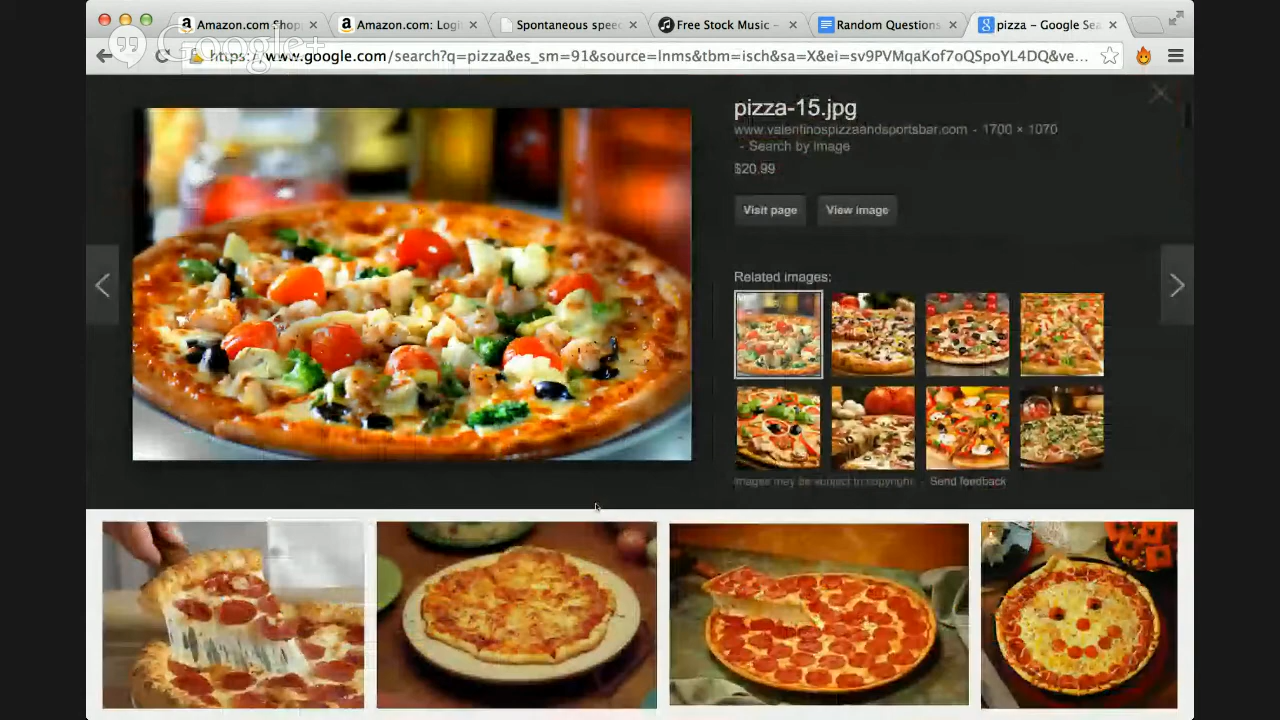 Amazon.com Shop
Amazon.com: Logi
Spontaneous spee
Free Stock Music –
Random Questions
pizza – Google Sea
Google+
https://www.google.com/search?q=pizza&es_sm=91&source=lnms&tbm=isch&sa=X&ei=sv9PVMqaKof7oQSpoYL4DQ&ve...
pizza-15.jpg
www.valentinospizzaandsportsbar.com - 1700 × 1070
- Search by image
$20.99
Visit page
View image
Related images:
Images may be subject to copyright. - Send feedback